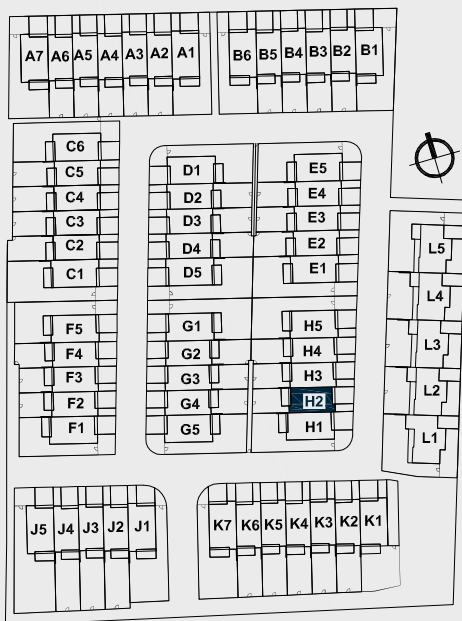 A7 A6 A5 A4 A3 A2 A1
B6 B5 B4 B3 B2 B1
C6
C5
C4
C3
C2
C1
D1
D2
D3
D4
D5
E5
E4
E3
E2
E1
L5
L4
L3
L2
L1
F5
F4
F3
F2
F1
G1
G2
G3
G4
G5
H5
H4
H3
H2
H1
J5 J4 J3 J2 J1
K7 K6 K5 K4 K3 K2 K1